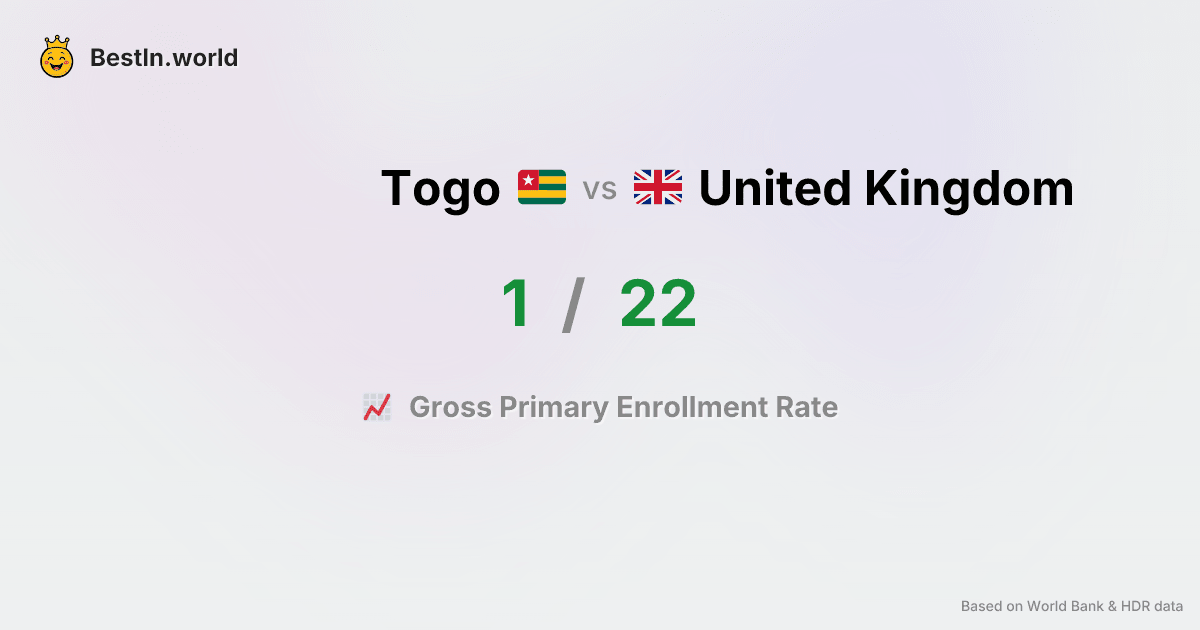 BestIn.world
Togo vs United Kingdom
1 / 22
Gross Primary Enrollment Rate
Based on World Bank & HDR data